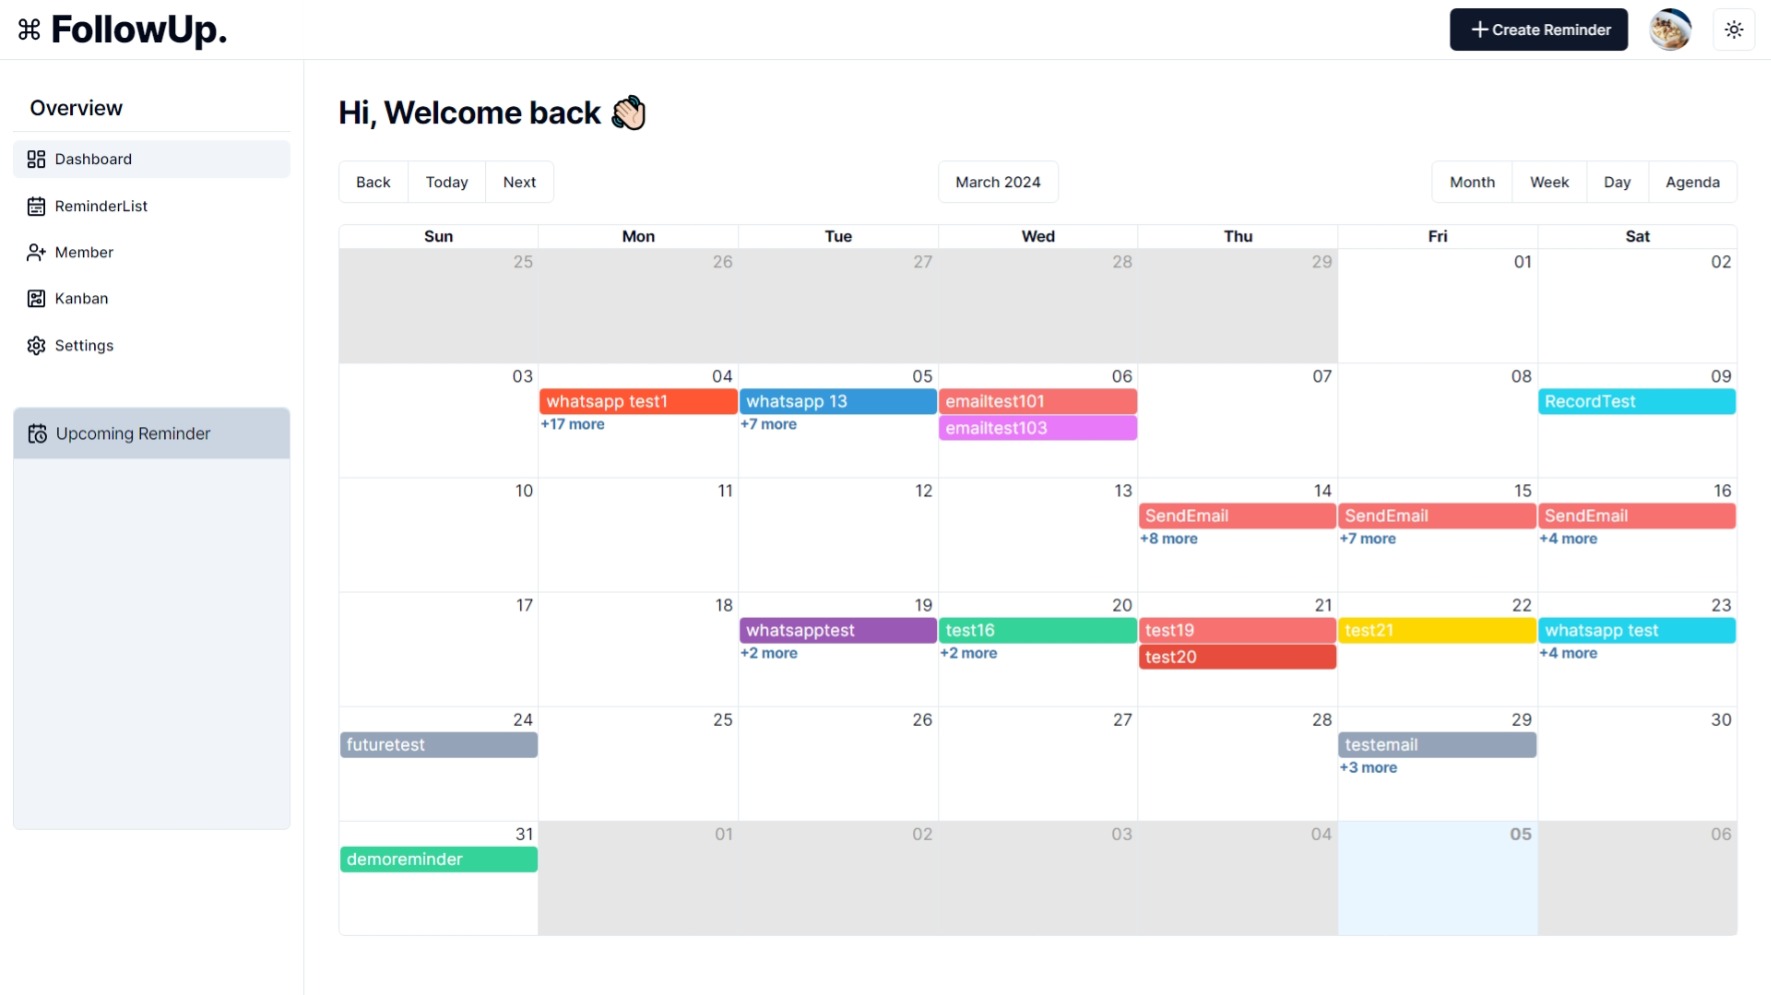 FollowUp.
Create Reminder
Overview
Dashboard
ReminderList
Member
Kanban
Settings
Upcoming Reminder
Hi, Welcome back 👋🏻
Back Today Next
March 2024
Month Week Day Agenda
Sun Mon Tue Wed Thu Fri Sat
25 26 27 28 29 01 02
03 04 05 06 07 08 09
whatsapp test1 whatsapp 13 emailtest101 RecordTest
+17 more +7 more emailtest103
10 11 12 13 14 15 16
SendEmail SendEmail SendEmail
+8 more +7 more +4 more
17 18 19 20 21 22 23
whatsapptest test16 test19 test21 whatsapp test
+2 more +2 more test20 +4 more
24 25 26 27 28 29 30
futuretest testemail
+3 more
31 01 02 03 04 05 06
demoreminder